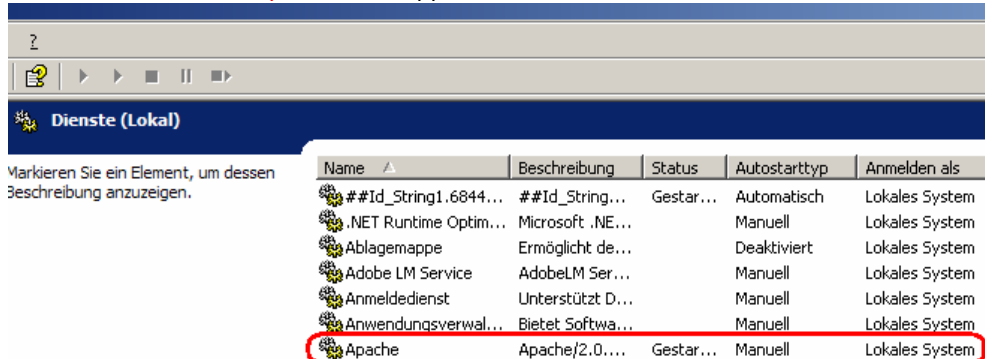 ?
Dienste (Lokal)
Markieren Sie ein Element, um dessen
Beschreibung anzuzeigen.
Name Beschreibung Status Autostarttyp Anmelden als
##Id_String1.6844... ##Id_String... Gestar... Automatisch Lokales System
.NET Runtime Optim... Microsoft .NE... Manuell Lokales System
Ablagemappe Ermöglicht de... Deaktiviert Lokales System
Adobe LM Service AdobeLM Ser... Manuell Lokales System
Anmeldedienst Unterstützt D... Manuell Lokales System
Anwendungsverwal... Bietet Softwa... Manuell Lokales System
Apache Apache/2.0.... Gestar... Manuell Lokales System